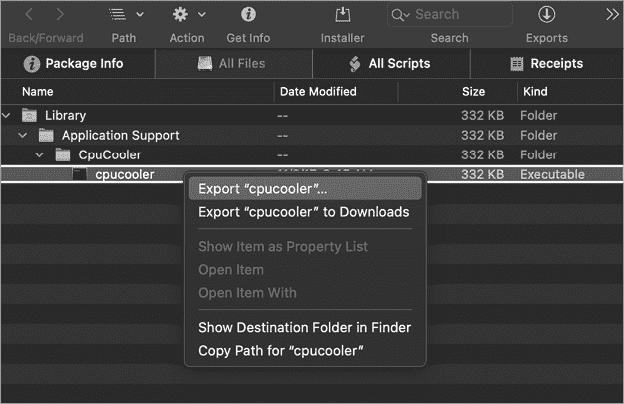 Search
Back/Forward Path Action Get Info Installer Search Exports
Package Info All Files All Scripts Receipts
Name Date Modified Size Kind
Library -- 332 KB Folder
Application Support -- 332 KB Folder
CpuCooler -- 332 KB Folder
cpucooler 332 KB Executable
Export “cpucooler”...
Export “cpucooler” to Downloads
Show Item as Property List
Open Item
Open Item With
Show Destination Folder in Finder
Copy Path for “cpucooler”